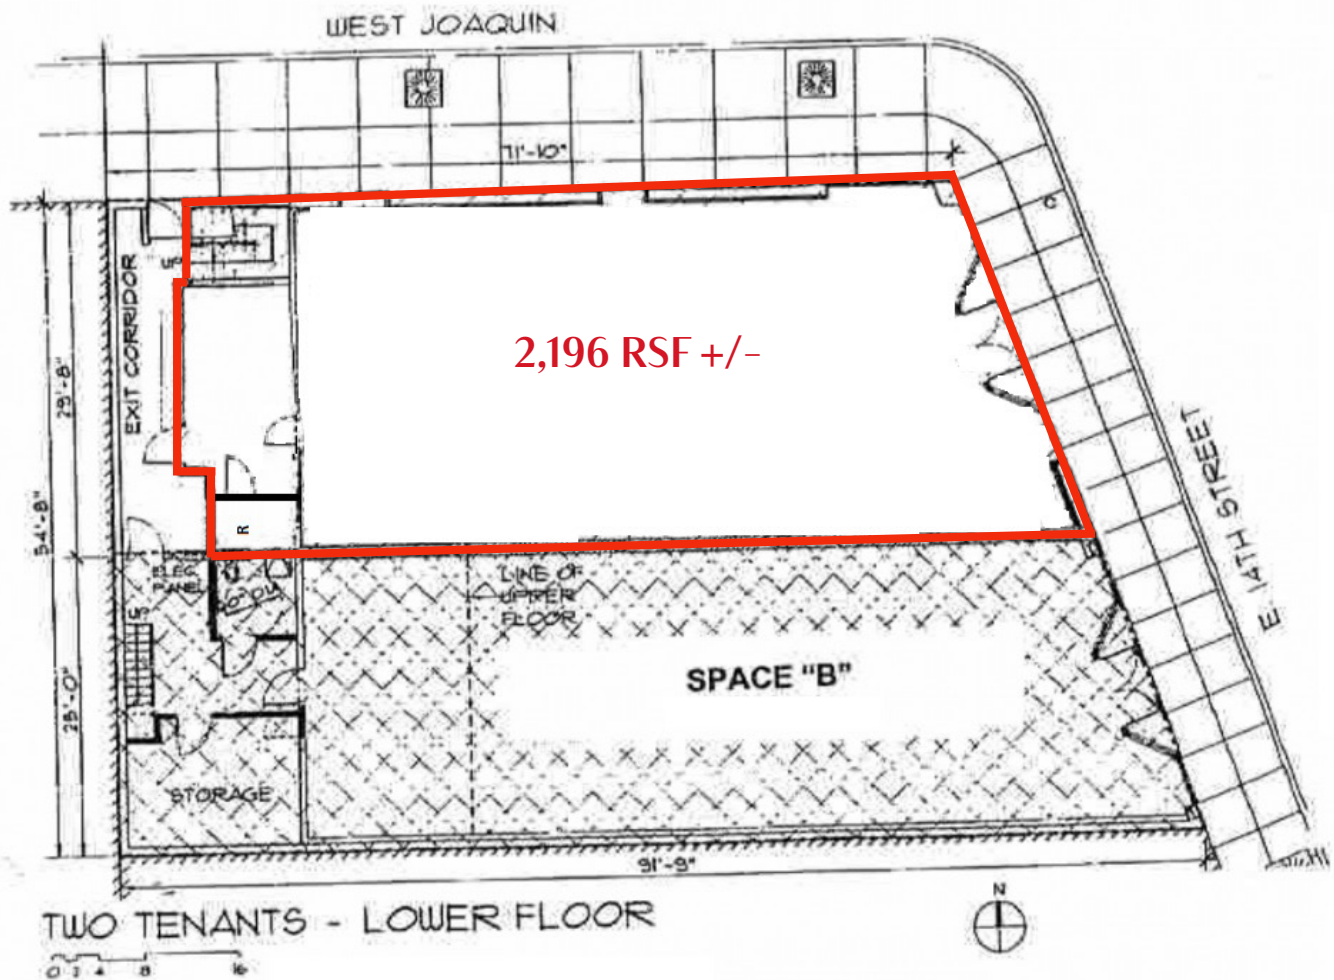 WEST JOAQUIN
71'-10"
EXIT CORRIDOR
UP
29'-8"
54'-8"
2,196 RSF +/-
R
E 14TH STREET
ELEC
PANEL
UP
LINE OF
UPPER
FLOOR
SPACE “B”
25'-0"
STORAGE
91'-9"
N
TWO TENANTS - LOWER FLOOR
0 2 4 8 16